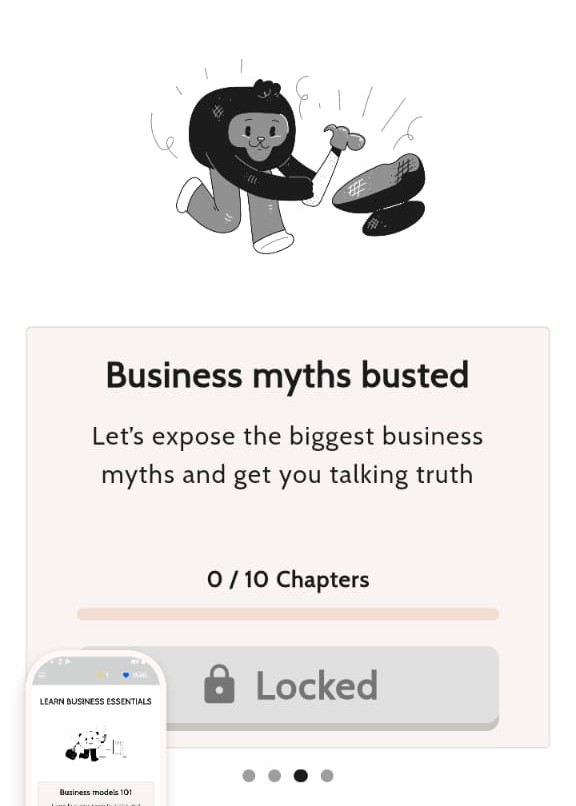 Business myths busted
Let's expose the biggest business
myths and get you talking truth
0 / 10 Chapters
Locked
LEARN BUSINESS ESSENTIALS
Business models 101